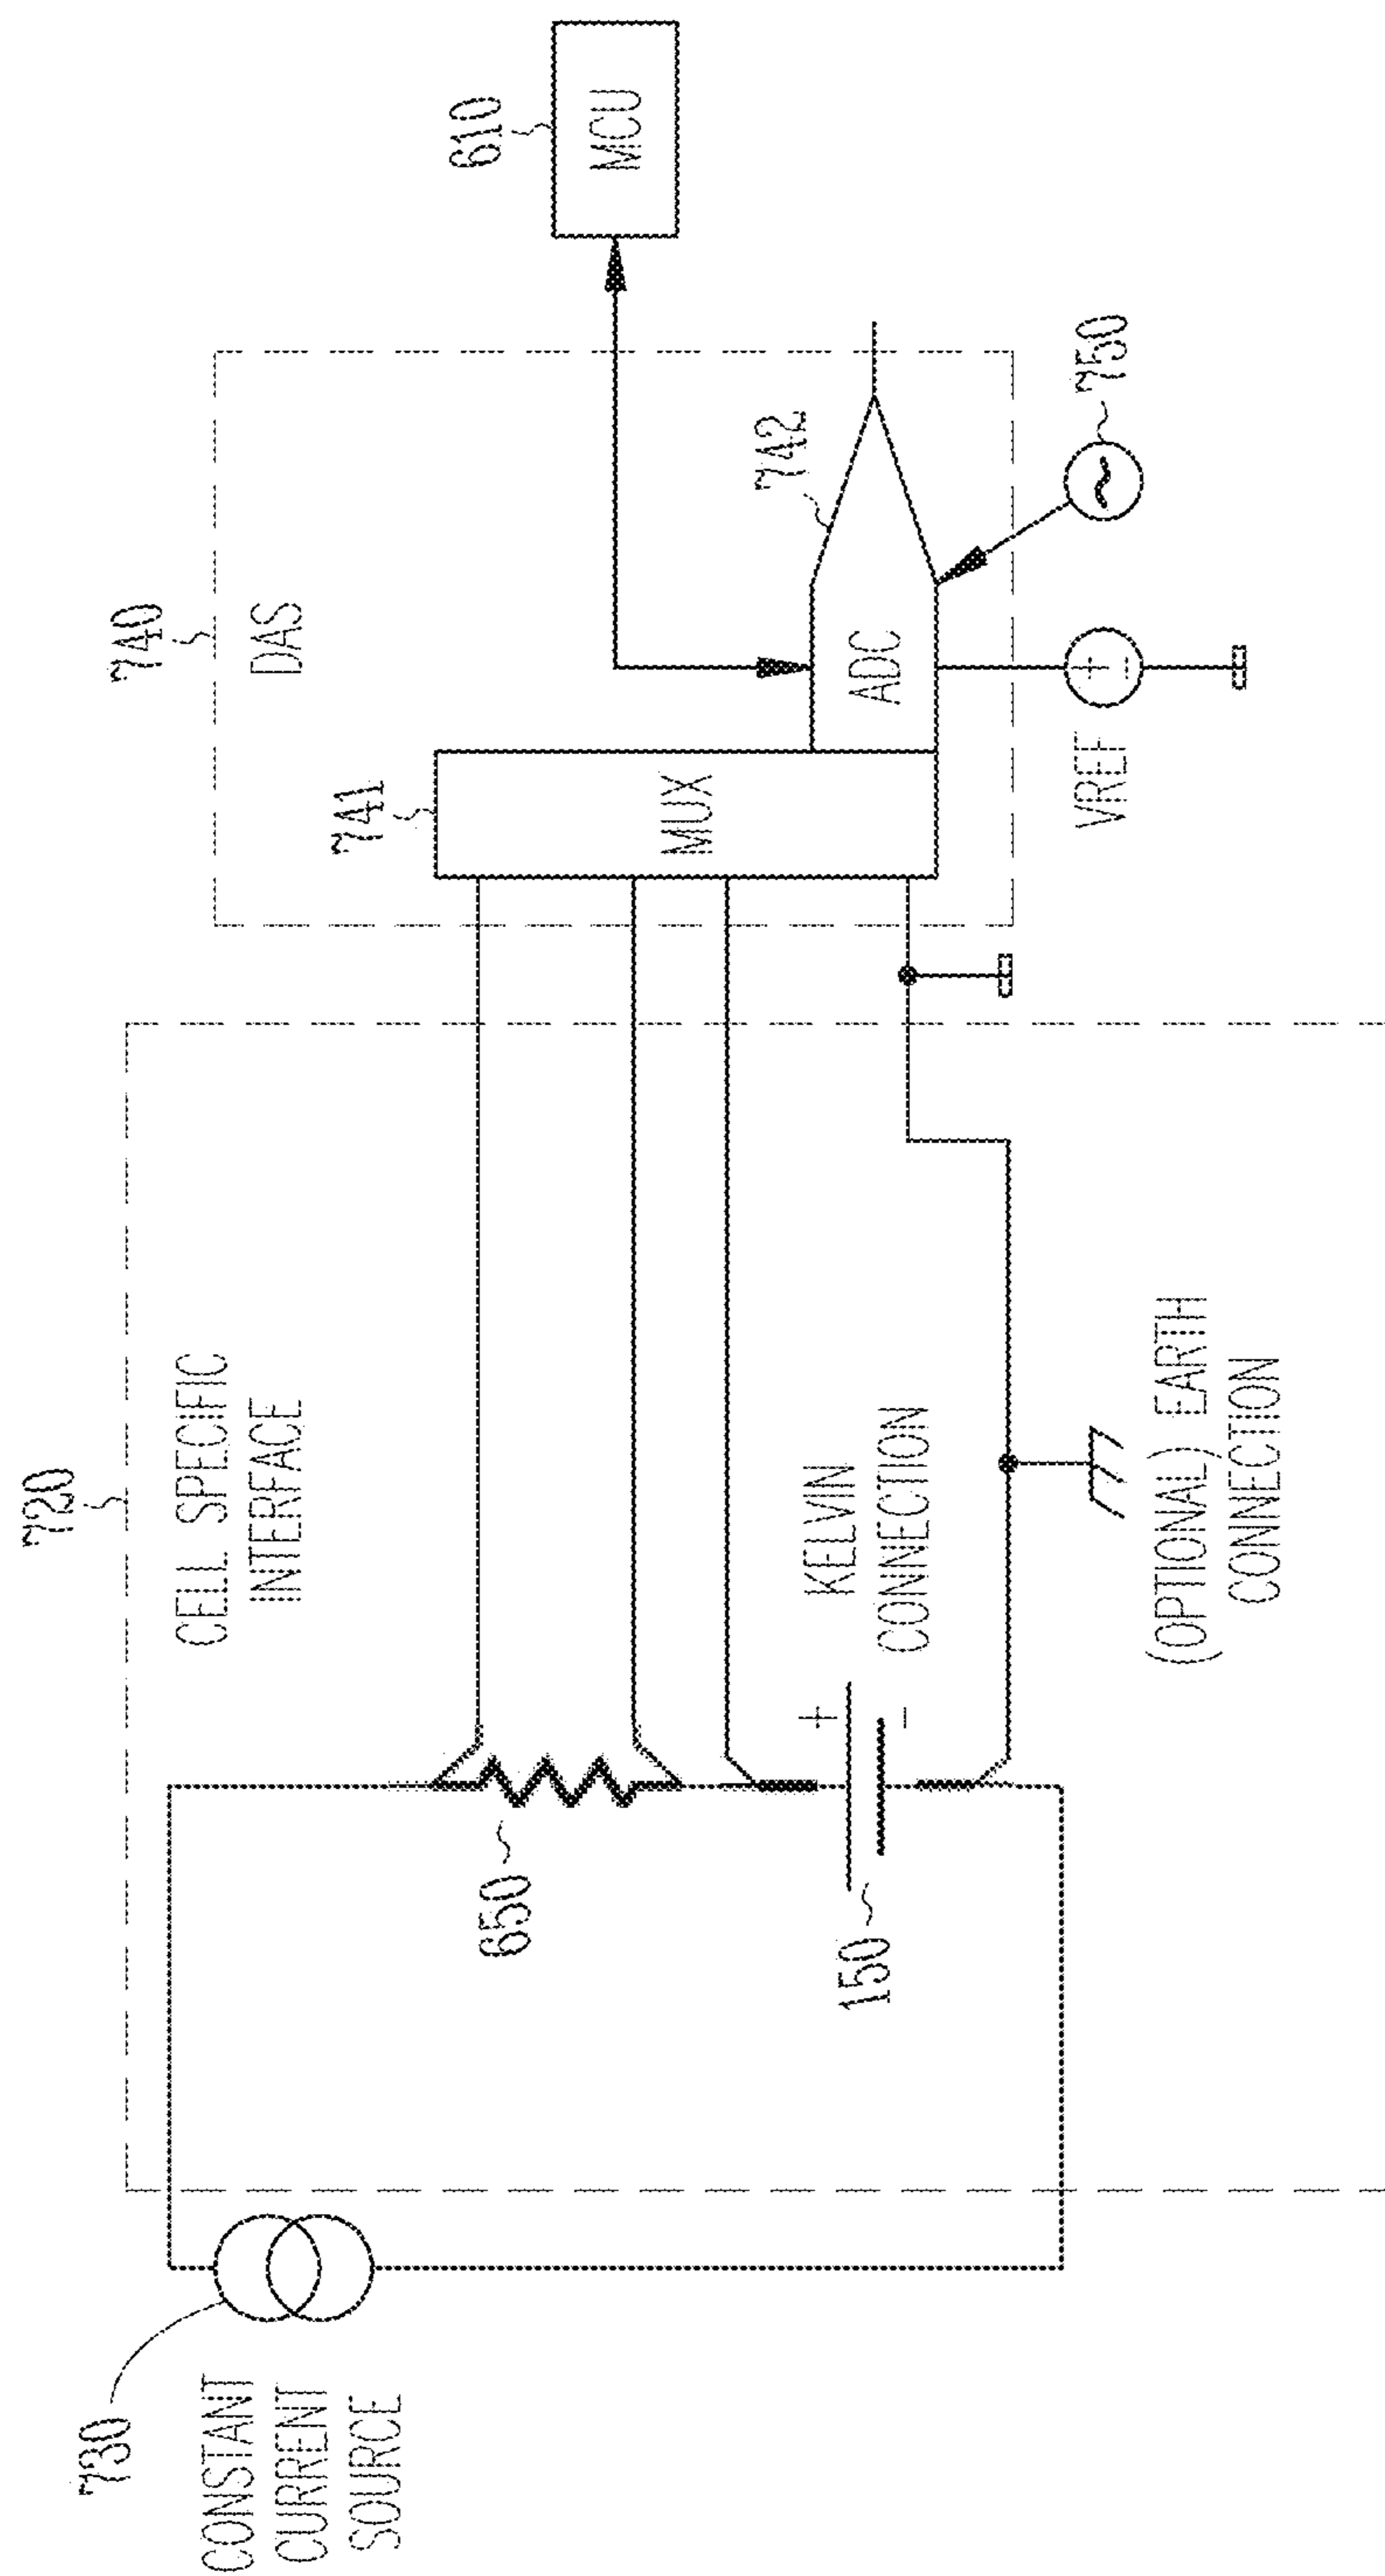 730
CONSTANT
CURRENT
SOURCE
720
CELL SPECIFIC
INTERFACE
650
150
+
-
KELVIN
CONNECTION
(OPTIONAL) EARTH
CONNECTION
740
DAS
741
MUX
742
ADC
VREF
+
-
~
750
610
MCU